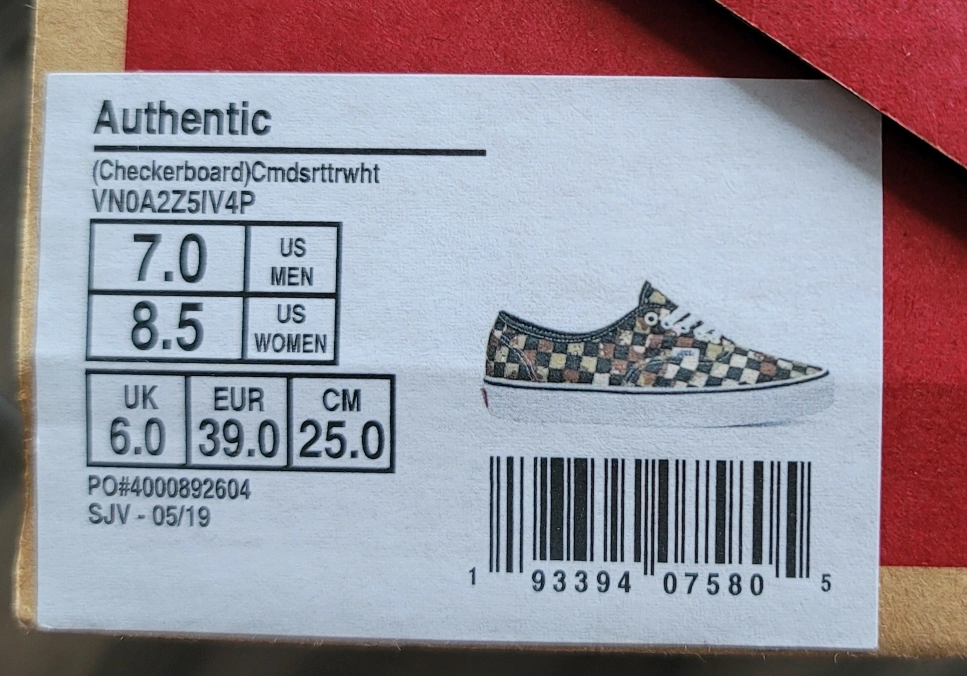 Authentic
(Checkerboard)Cmdsrttrwht
VN0A2Z5IV4P
7.0 US MEN
8.5 US WOMEN
UK EUR CM
6.0 39.0 25.0
PO#4000892604
SJV - 05/19
1 93394 07580 5